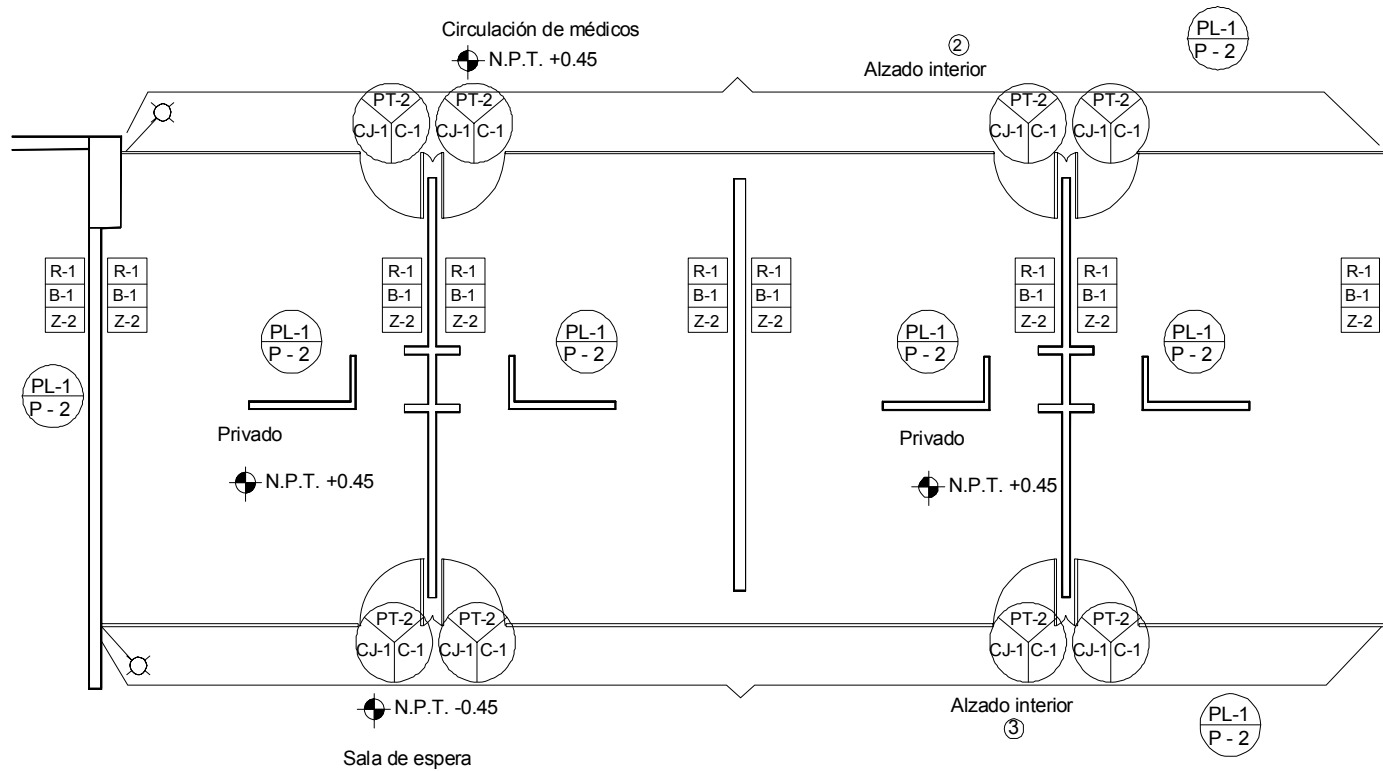 Circulación de médicos
N.P.T. +0.45
2
Alzado interior
PL-1
P - 2
PT-2
CJ-1 C-1
PT-2
CJ-1 C-1
PT-2
CJ-1 C-1
PT-2
CJ-1 C-1
R-1
B-1
Z-2
R-1
B-1
Z-2
R-1
B-1
Z-2
R-1
B-1
Z-2
R-1
B-1
Z-2
R-1
B-1
Z-2
R-1
B-1
Z-2
R-1
B-1
Z-2
R-1
B-1
Z-2
PL-1
P - 2
PL-1
P - 2
PL-1
P - 2
PL-1
P - 2
PL-1
P - 2
Privado
N.P.T. +0.45
Privado
N.P.T. +0.45
PT-2
CJ-1 C-1
PT-2
CJ-1 C-1
PT-2
CJ-1 C-1
PT-2
CJ-1 C-1
N.P.T. -0.45
Sala de espera
Alzado interior
3
PL-1
P - 2